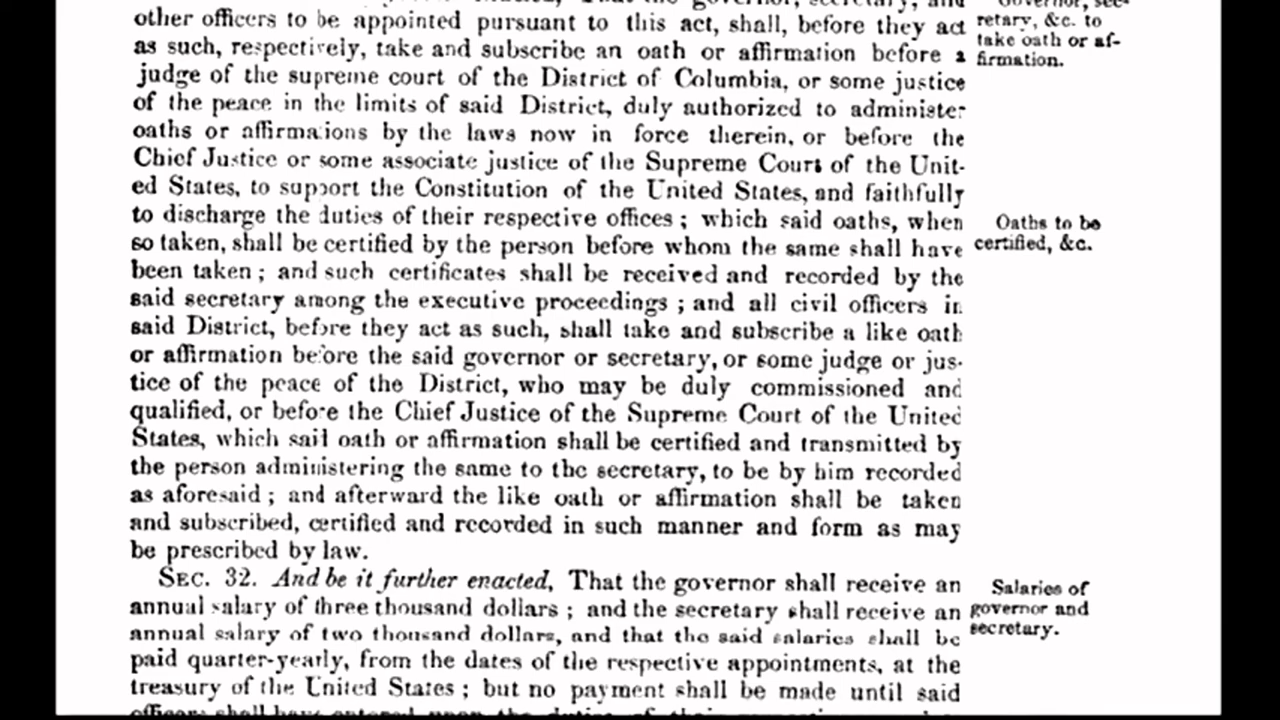 other officers to be appointed pursuant to this act, shall, before they act
as such, respectively, take and subscribe an oath or affirmation before a
judge of the supreme court of the District of Columbia, or some justice
of the peace in the limits of said District, duly authorized to administer
oaths or affirmations by the laws now in force therein, or before the
Chief Justice or some associate justice of the Supreme Court of the Unit-
ed States, to support the Constitution of the United States, and faithfully
to discharge the duties of their respective offices; which said oaths, when
so taken, shall be certified by the person before whom the same shall have
been taken; and such certificates shall be received and recorded by the
said secretary among the executive proceedings; and all civil officers in
said District, before they act as such, shall take and subscribe a like oath
or affirmation before the said governor or secretary, or some judge or jus-
tice of the peace of the District, who may be duly commissioned and
qualified, or before the Chief Justice of the Supreme Court of the United
States, which said oath or affirmation shall be certified and transmitted by
the person administering the same to the secretary, to be by him recorded
as aforesaid; and afterward the like oath or affirmation shall be taken
and subscribed, certified and recorded in such manner and form as may
be prescribed by law.
SEC. 32. And be it further enacted, That the governor shall receive an
annual salary of three thousand dollars; and the secretary shall receive an
annual salary of two thousand dollars, and that the said salaries shall be
paid quarter-yearly, from the dates of the respective appointments, at the
treasury of the United States; but no payment shall be made until said
Governor, sec-
retary, &c. to
take oath or af-
firmation.
Oaths to be
certified, &c.
Salaries of
governor and
secretary.